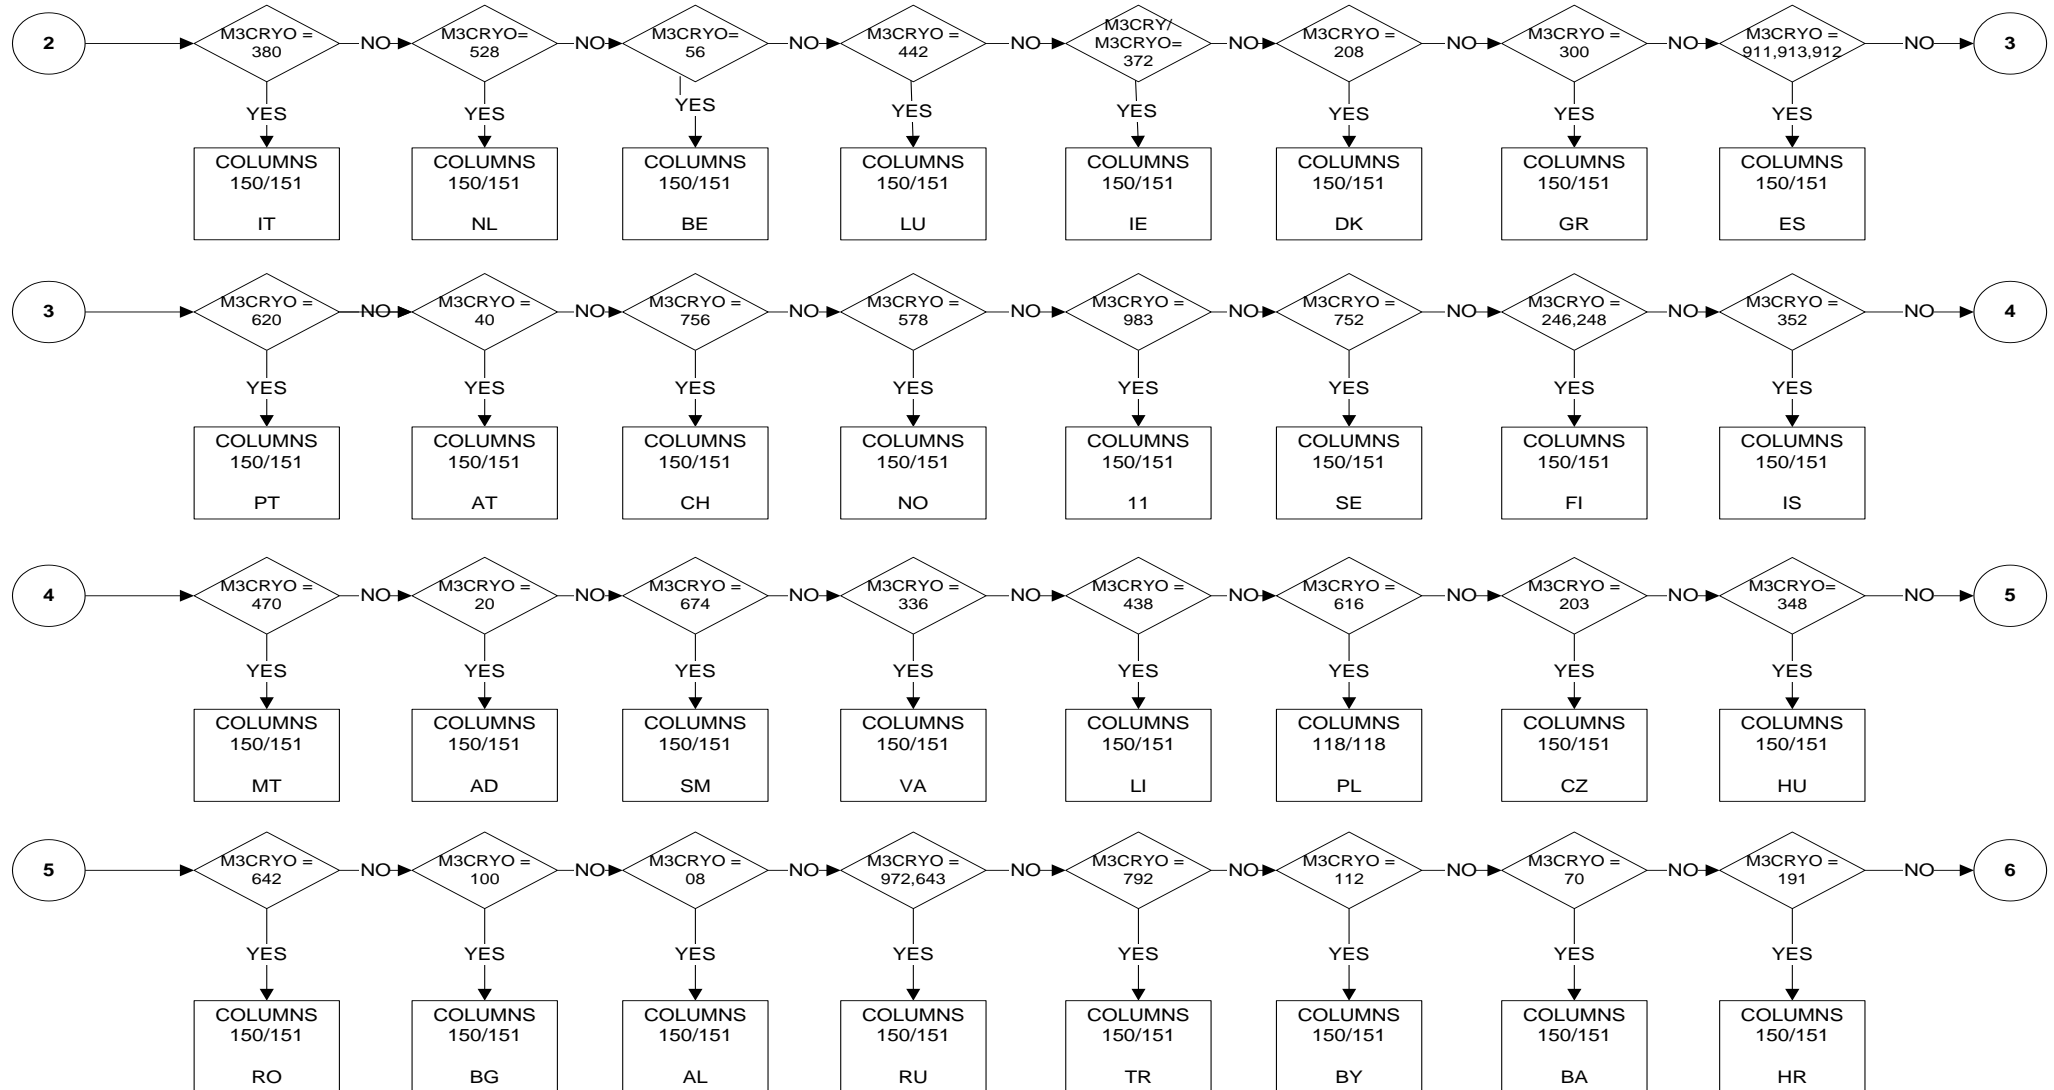 2
M3CRYO=
380
NO
M3CRYO=
528
NO
M3CRYO=
56
NO
M3CRYO=
442
NO
M3CRY/
M3CRYO=
372
NO
M3CRYO =
208
NO
M3CRYO =
300
NO
M3CRYO =
911,913,912
NO
3
YES
YES
YES
YES
YES
YES
YES
YES
COLUMNS
150/151
IT
COLUMNS
150/151
NL
COLUMNS
150/151
BE
COLUMNS
150/151
LU
COLUMNS
150/151
IE
COLUMNS
150/151
DK
COLUMNS
150/151
GR
COLUMNS
150/151
ES
3
M3CRYO =
620
NO
M3CRYO =
40
NO
M3CRYO =
756
NO
M3CRYO =
578
NO
M3CRYO =
983
NO
M3CRYO =
752
NO
M3CRYO =
246,248
NO
M3CRYO =
352
NO
4
YES
YES
YES
YES
YES
YES
YES
YES
COLUMNS
150/151
PT
COLUMNS
150/151
AT
COLUMNS
150/151
CH
COLUMNS
150/151
NO
COLUMNS
150/151
11
COLUMNS
150/151
SE
COLUMNS
150/151
FI
COLUMNS
150/151
IS
4
M3CRYO =
470
NO
M3CRYO =
20
NO
M3CRYO =
674
NO
M3CRYO =
336
NO
M3CRYO =
438
NO
M3CRYO =
616
NO
M3CRYO =
203
NO
M3CRYO=
348
NO
5
YES
YES
YES
YES
YES
YES
YES
YES
COLUMNS
150/151
MT
COLUMNS
150/151
AD
COLUMNS
150/151
SM
COLUMNS
150/151
VA
COLUMNS
150/151
LI
COLUMNS
118/118
PL
COLUMNS
150/151
CZ
COLUMNS
150/151
HU
5
M3CRYO =
642
NO
M3CRYO =
100
NO
M3CRYO =
08
NO
M3CRYO =
972,643
NO
M3CRYO =
792
NO
M3CRYO =
112
NO
M3CRYO =
70
NO
M3CRYO =
191
NO
6
YES
YES
YES
YES
YES
YES
YES
YES
COLUMNS
150/151
RO
COLUMNS
150/151
BG
COLUMNS
150/151
AL
COLUMNS
150/151
RU
COLUMNS
150/151
TR
COLUMNS
150/151
BY
COLUMNS
150/151
BA
COLUMNS
150/151
HR